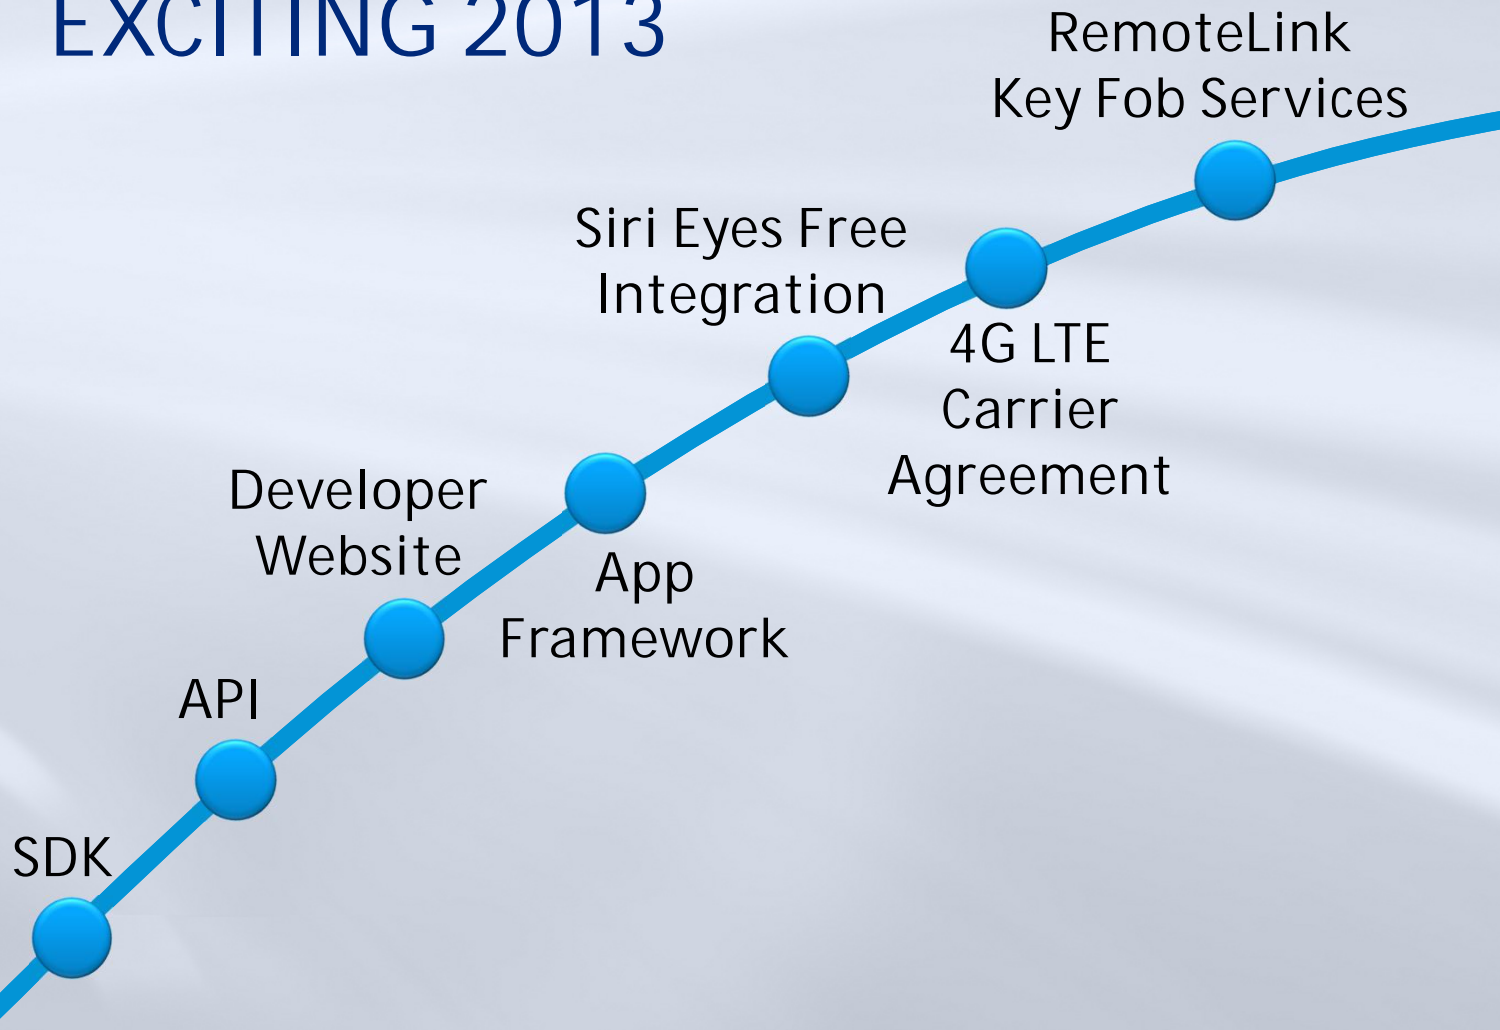 EXCITING 2013
RemoteLink
Key Fob Services
Siri Eyes Free
Integration
4G LTE
Carrier
Agreement
Developer
Website
App
Framework
API
SDK